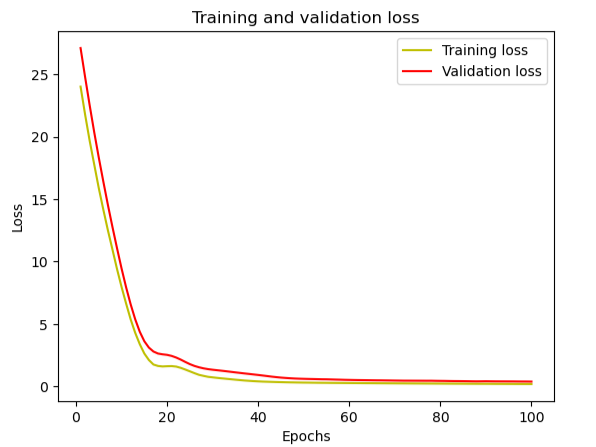 Training and validation loss
Training loss
Validation loss
25
20
15
10
5
0
Loss
0 20 40 60 80 100
Epochs